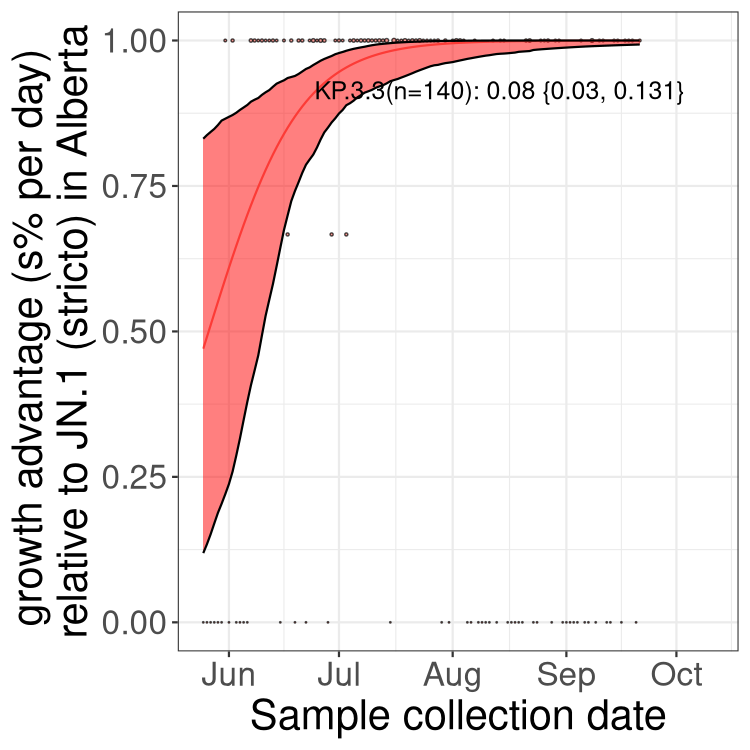 growth advantage (s% per day)
relative to JN.1 (stricto) in Alberta
1.00
0.75
0.50
0.25
0.00
KP.3.3(n=140): 0.08 {0.03, 0.131}
Jun Jul Aug Sep Oct
Sample collection date